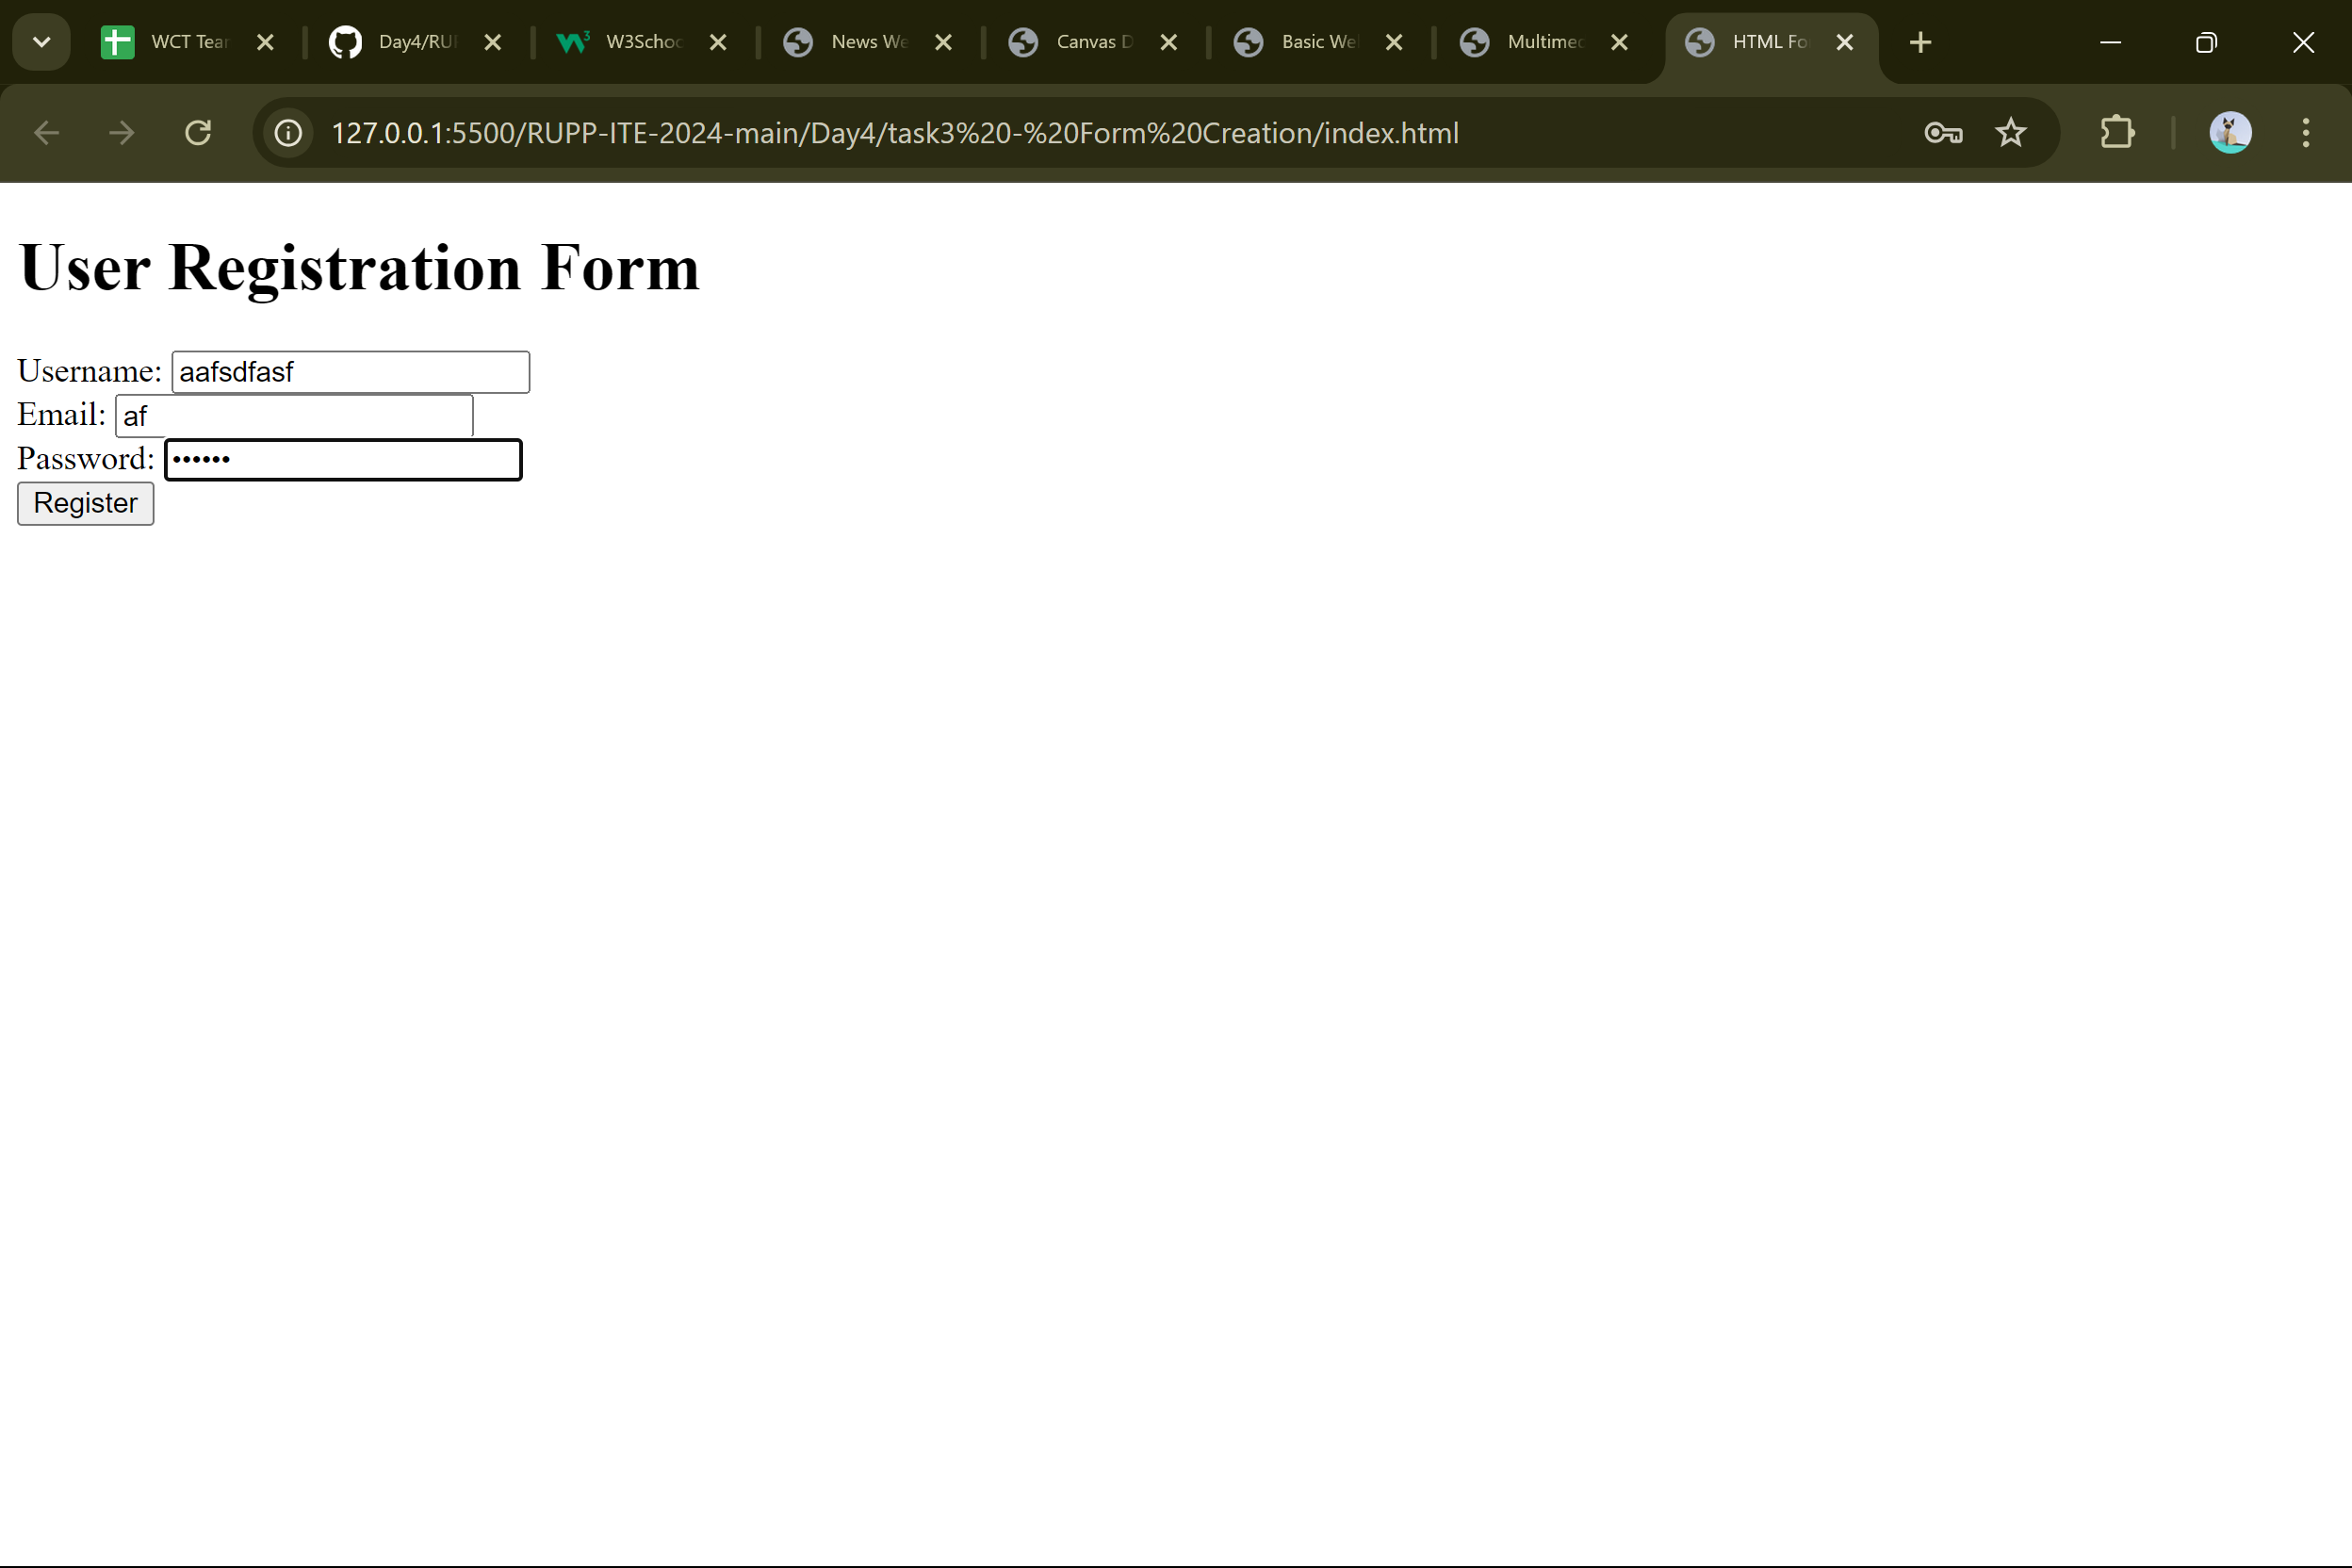 WCT Tear
Day4/RU
W3Schoo
News We
Canvas D
Basic We
Multimed
HTML Fo
127.0.0.1:5500/RUPP-ITE-2024-main/Day4/task3%20-%20Form%20Creation/index.html
User Registration Form
Username: aafsdfasf
Email: af
Password: ••••••
Register